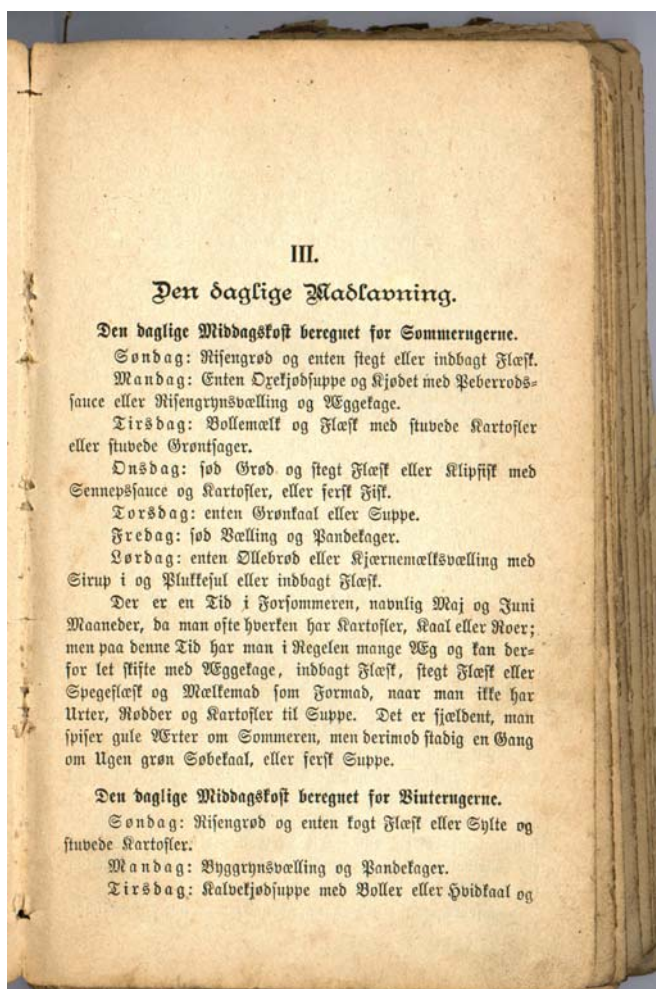 III.
Den daglige Madlavning.
Den daglige Middagskost beregnet for Sommerugerne.
Søndag: Risengrød og enten stegt eller indbagt Flæsk.
Mandag: Enten Oxekjødsuppe og Kjødet med Peberrods-
sauce eller Risengrynsvælling og Æggekage.
Tirsdag: Bollemælk og Flæsk med stuvede Kartofler
eller stuvede Grøntsager.
Onsdag: sød Grød og stegt Flæsk eller Klipfisk med
Sennepssauce og Kartofler, eller fersk Fisk.
Torsdag: enten Grønkaal eller Suppe.
Fredag: sød Vælling og Pandekager.
Lørdag: enten Øllebrød eller Kjærnemælksvælling med
Sirup i og Plukkesul eller indbagt Flæsk.
Der er en Tid i Forsommeren, navnlig Maj og Juni
Maaneder, da man ofte hverken har Kartofler, Kaal eller Roer;
men paa denne Tid har man i Regelen mange Æg og kan der-
for let skifte med Æggekage, indbagt Flæsk, stegt Flæsk eller
Spegeflæsk og Mælkemad som Formad, naar man ikke har
Urter, Rødder og Kartofler til Suppe. Det er sjældent, man
spiser gule Ærter om Sommeren, men derimod stadig en Gang
om Ugen grøn Søbekaal, eller fersk Suppe.
Den daglige Middagskost beregnet for Vinterugerne.
Søndag: Risengrød og enten kogt Flæsk eller Sylte og
stuvede Kartofler.
Mandag: Byggrynsvælling og Pandekager.
Tirsdag: Kalvekjødsuppe med Boller eller Hvidkaal og